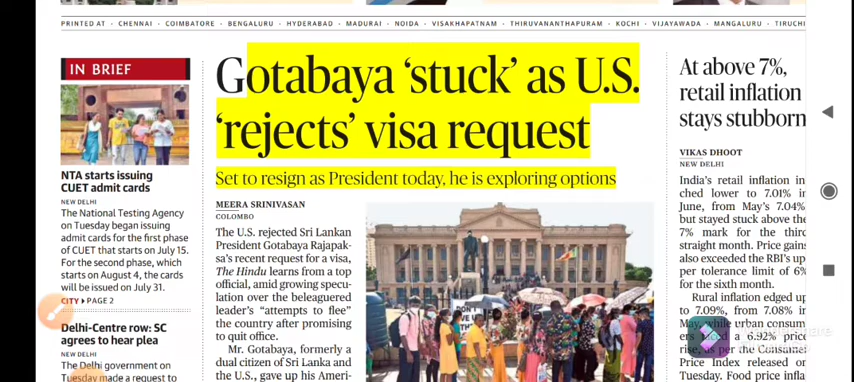 PRINTED AT • CHENNAI • COIMBATORE • BENGALURU • HYDERABAD • MADURAI • NOIDA • VISAKHAPATNAM • THIRUVANANTHAPURAM • KOCHI • VIJAYAWADA • MANGALURU • TIRUCHI
IN BRIEF
NTA starts issuing
CUET admit cards
NEW DELHI
The National Testing Agency
on Tuesday began issuing
admit cards for the first phase
of CUET that starts on July 15.
For the second phase, which
starts on August 4, the cards
will be issued on July 31.
CITY ▶ PAGE 2
Delhi-Centre row: SC
agrees to hear plea
NEW DELHI
The Delhi government on
Tuesday made a request to
Gotabaya ‘stuck’ as U.S.
‘rejects’ visa request
Set to resign as President today, he is exploring options
MEERA SRINIVASAN
COLOMBO
The U.S. rejected Sri Lankan
President Gotabaya Rajapak-
sa’s recent request for a visa,
The Hindu learns from a top
official, amid growing specu-
lation over the beleaguered
leader’s “attempts to flee”
the country after promising
to quit office.
Mr. Gotabaya, formerly a
dual citizen of Sri Lanka and
the U.S., gave up his Ameri-
DON'T
At above 7%,
retail inflation
stays stubborn
VIKAS DHOOT
NEW DELHI
India’s retail inflation in
ched lower to 7.01% in
June, from May’s 7.04%
but stayed stuck above the
7% mark for the third
straight month. Price gains
also exceeded the RBI’s up
per tolerance limit of 6%
for the sixth month.
Rural inflation edged up
to 7.09%, from 7.08% in
May, while urban consum
ers faced a 6.92% price
rise, as per the Consumer
Price Index released on
Tuesday. Food price infla